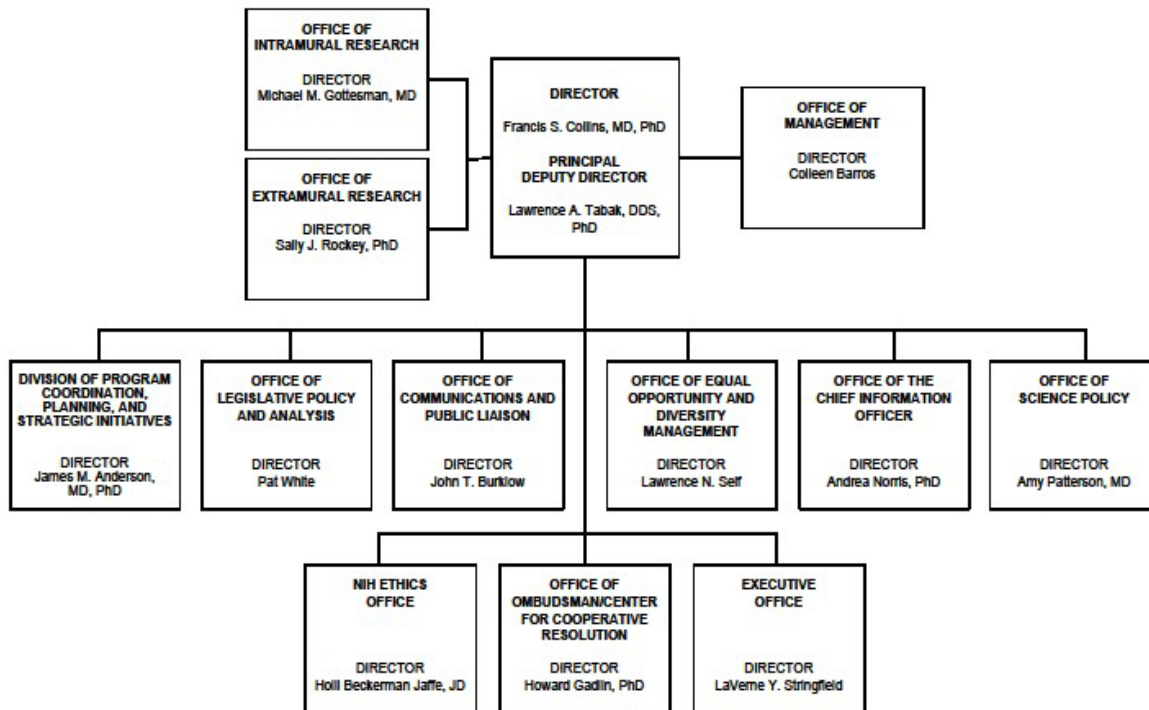 OFFICE OF
INTRAMURAL RESEARCH
DIRECTOR
Michael M. Gottesman, MD
OFFICE OF
EXTRAMURAL RESEARCH
DIRECTOR
Sally J. Rockey, PhD
DIRECTOR
Francis S. Collins, MD, PhD
PRINCIPAL
DEPUTY DIRECTOR
Lawrence A. Tabak, DDS,
PhD
OFFICE OF
MANAGEMENT
DIRECTOR
Colleen Barros
DIVISION OF PROGRAM
COORDINATION,
PLANNING, AND
STRATEGIC INITIATIVES
DIRECTOR
James M. Anderson,
MD, PhD
OFFICE OF
LEGISLATIVE POLICY
AND ANALYSIS
DIRECTOR
Pat White
OFFICE OF
COMMUNICATIONS AND
PUBLIC LIAISON
DIRECTOR
John T. Burklow
OFFICE OF EQUAL
OPPORTUNITY AND
DIVERSITY
MANAGEMENT
DIRECTOR
Lawrence N. Self
OFFICE OF THE
CHIEF INFORMATION
OFFICER
DIRECTOR
Andrea Norris, PhD
OFFICE OF
SCIENCE POLICY
DIRECTOR
Amy Patterson, MD
NIH ETHICS
OFFICE
DIRECTOR
Holli Beckerman Jaffe, JD
OFFICE OF
OMBUDSMAN/CENTER
FOR COOPERATIVE
RESOLUTION
DIRECTOR
Howard Gadlin, PhD
EXECUTIVE
OFFICE
DIRECTOR
LaVerne Y. Stringfield